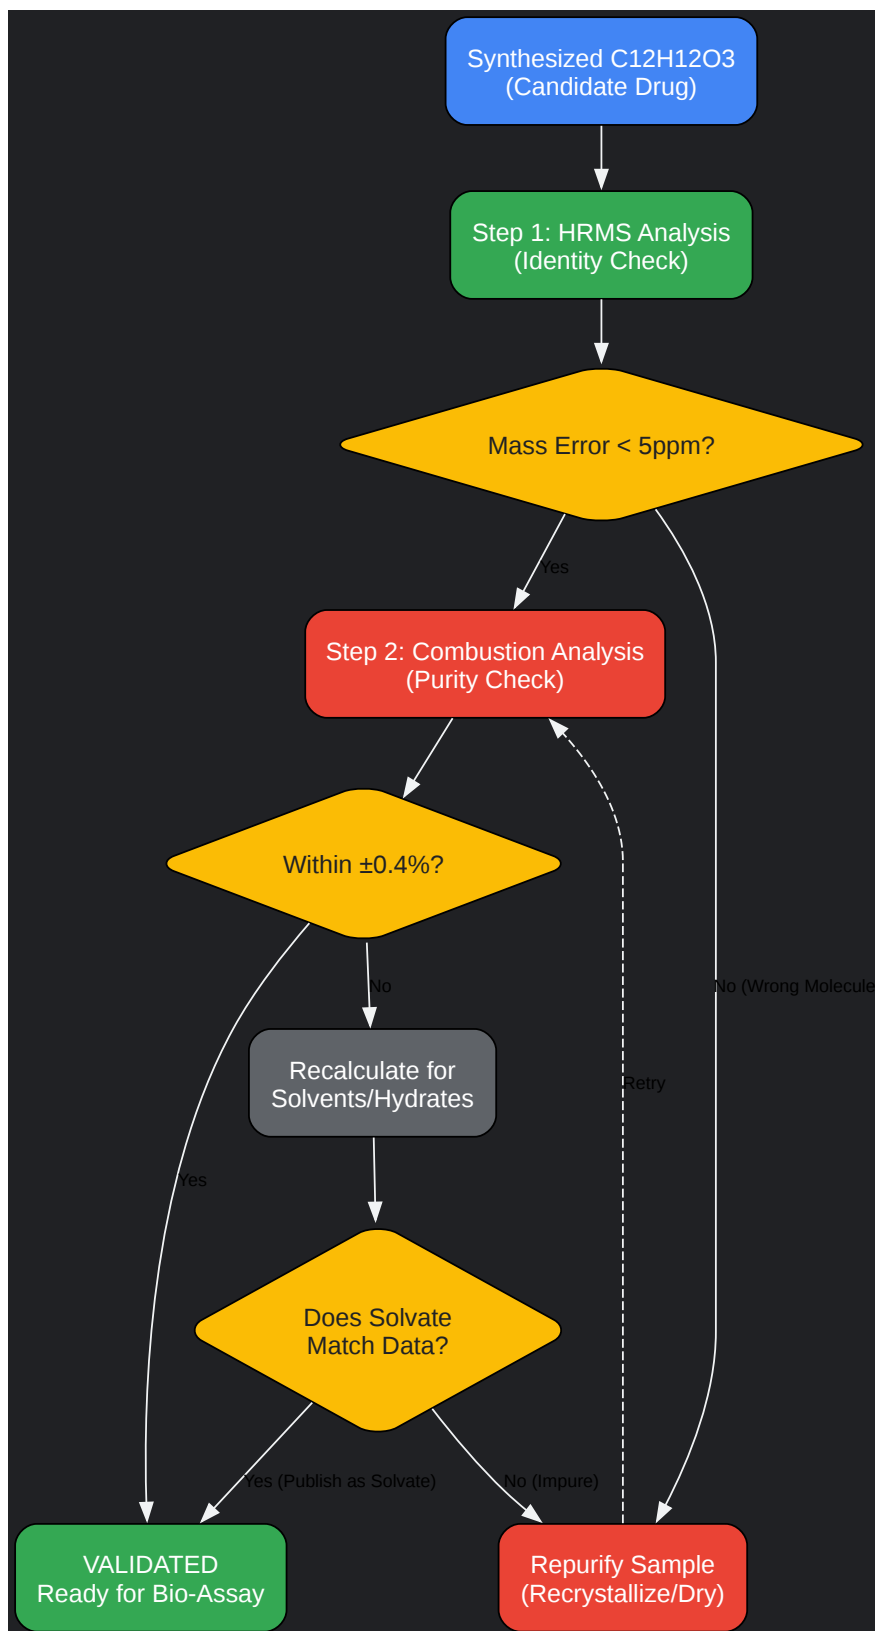 Synthesized C12H12O3
(Candidate Drug)
Step 1: HRMS Analysis
(Identity Check)
Mass Error < 5ppm?
Yes
Step 2: Combustion Analysis
(Purity Check)
Within ±0.4%?
No
No (Wrong Molecule
Recalculate for
Solvents/Hydrates
Retry
Yes
Does Solvate
Match Data?
Yes (Publish as Solvate)
No (Impure)
VALIDATED
Ready for Bio-Assay
Repurify Sample
(Recrystallize/Dry)